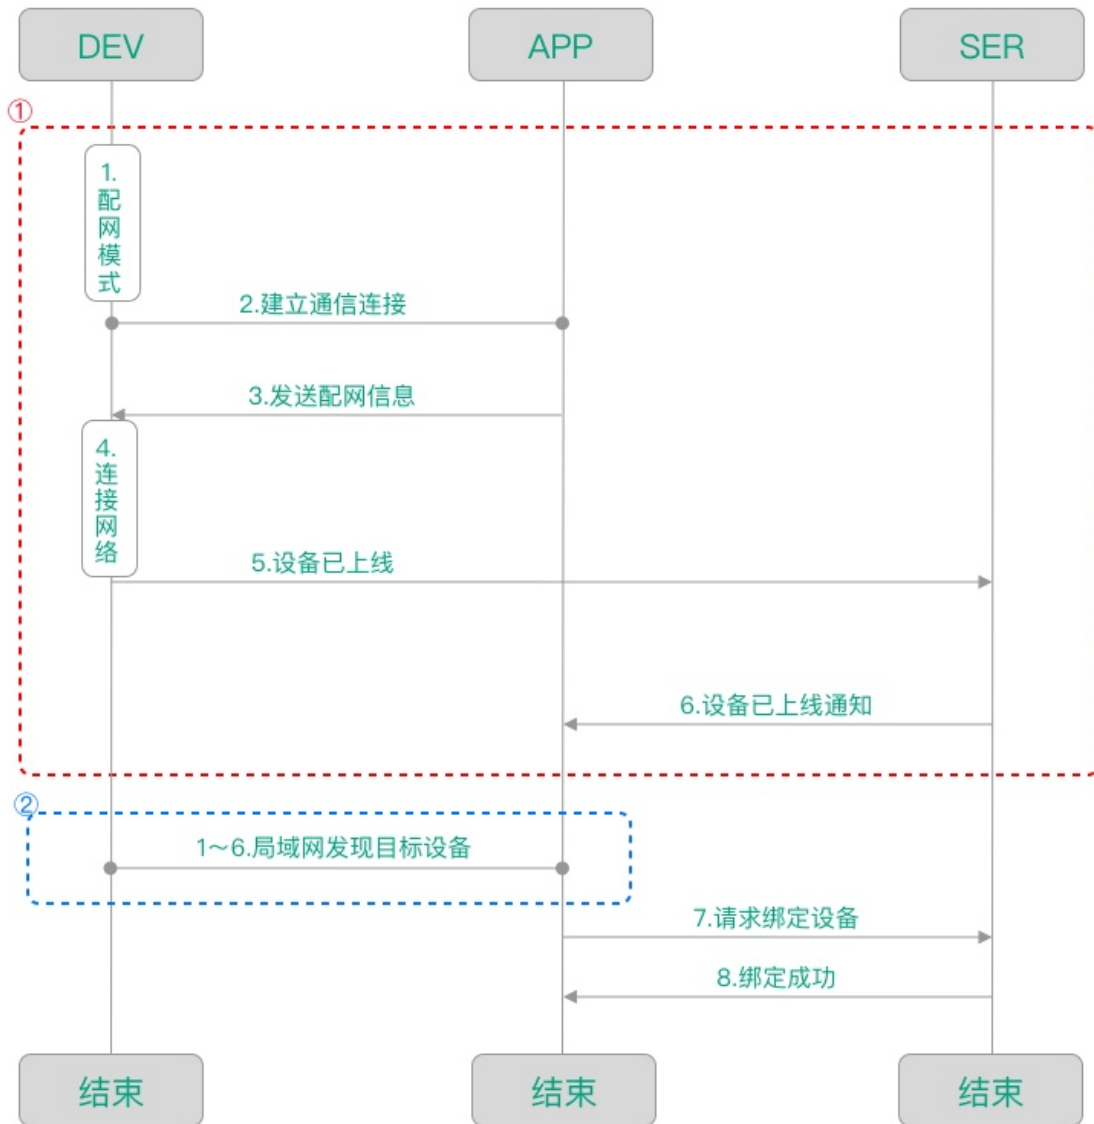 DEV
APP
SER
①
1.
配
网
模
式
2.建立通信连接
3.发送配网信息
4.
连
接
网
络
5.设备已上线
6.设备已上线通知
②
1～6.局域网发现目标设备
7.请求绑定设备
8.绑定成功
结束
结束
结束